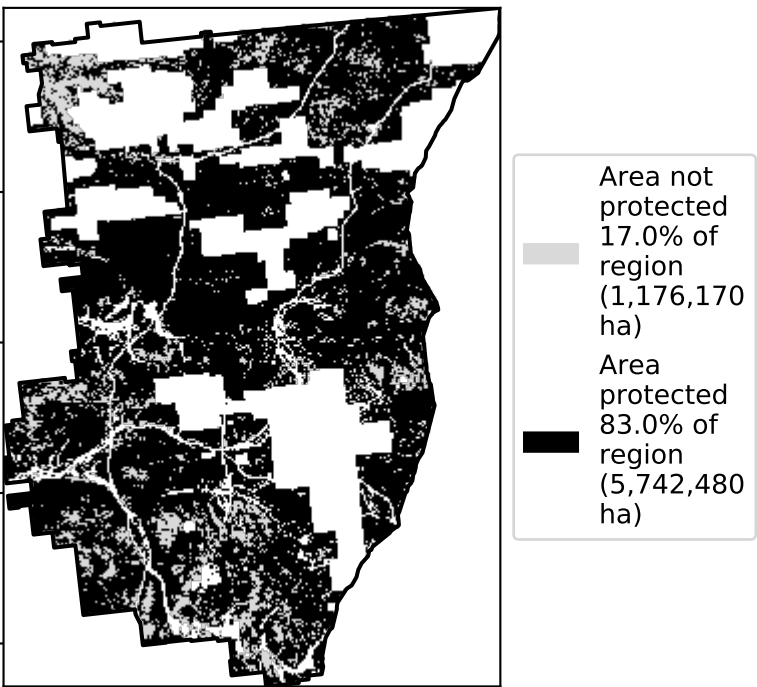 Area not
protected
17.0% of
region
(1,176,170
ha)
Area
protected
83.0% of
region
(5,742,480
ha)